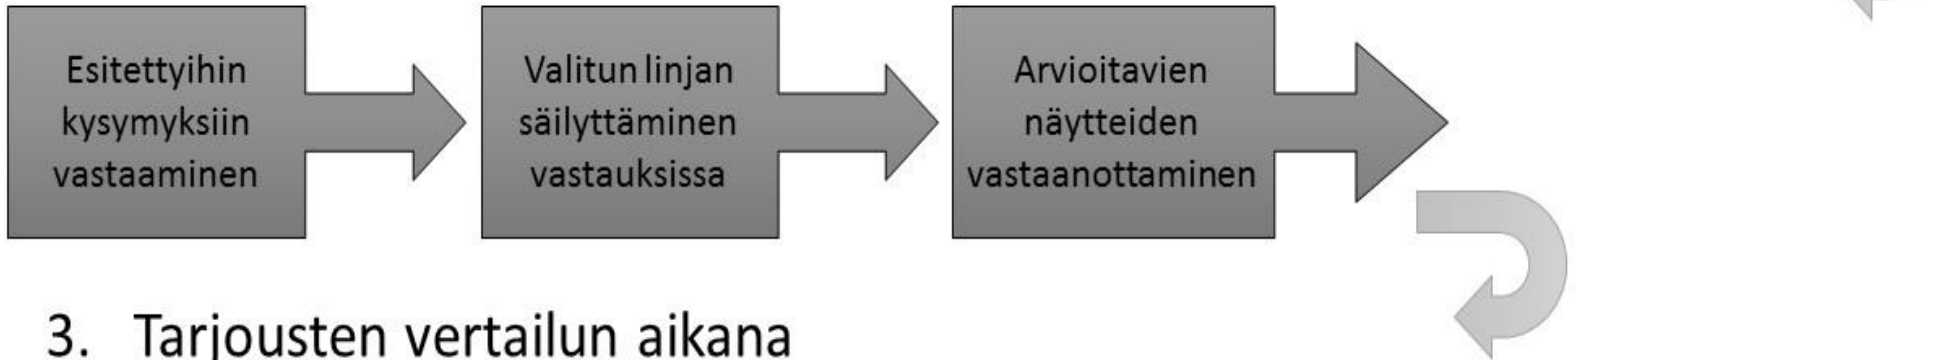 Esitettyihin
kysymyksiin
vastaaminen
Valitun linjan
säilyttäminen
vastauksissa
Arvioitavien
näytteiden
vastaanottaminen
3. Tarjousten vertailun aikana